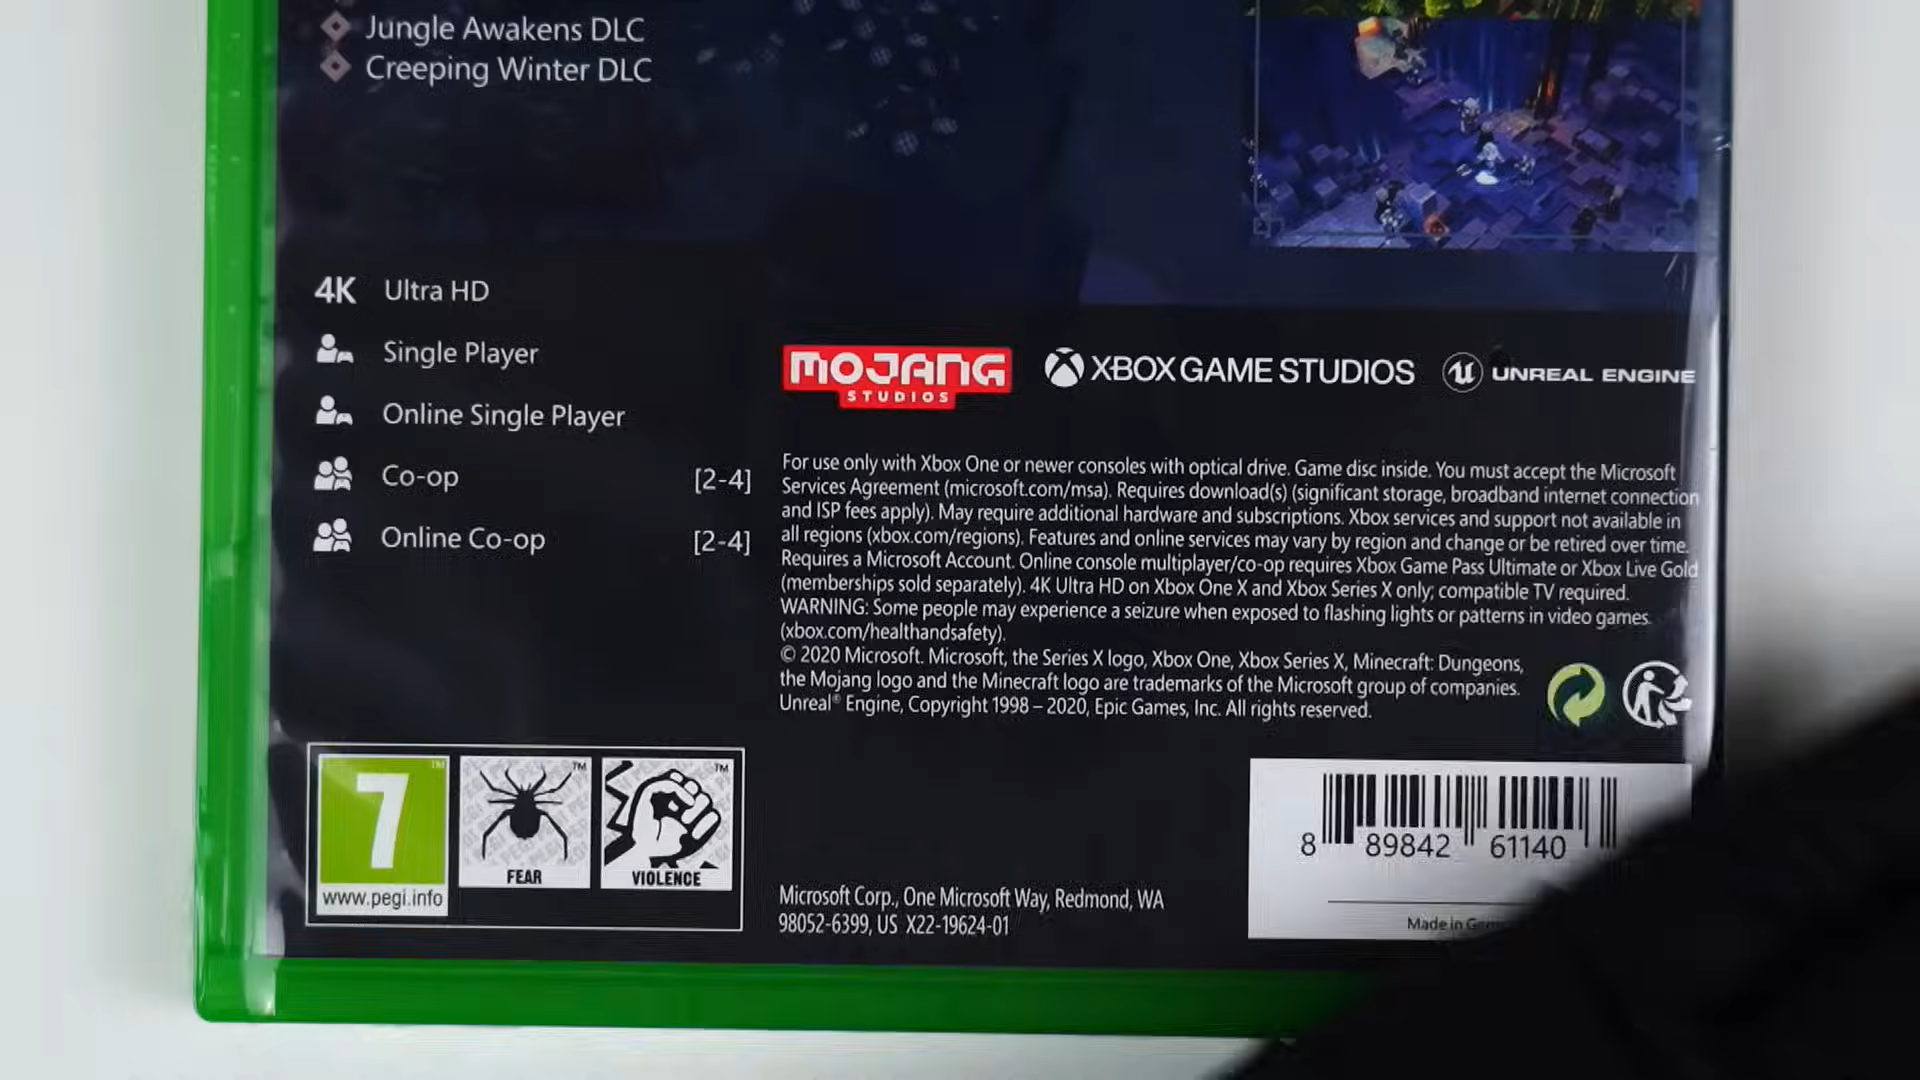 Jungle Awakens DLC
Creeping Winter DLC
4K Ultra HD
Single Player
Online Single Player
Co-op [2-4]
Online Co-op [2-4]
MOJANG
STUDIOS
XBOX GAME STUDIOS
UNREAL ENGINE
For use only with Xbox One or newer consoles with optical drive. Game disc inside. You must accept the Microsoft
Services Agreement (microsoft.com/msa). Requires download(s) (significant storage, broadband internet connection
and ISP fees apply). May require additional hardware and subscriptions. Xbox services and support not available in
all regions (xbox.com/regions). Features and online services may vary by region and change or be retired over time.
Requires a Microsoft Account. Online console multiplayer/co-op requires Xbox Game Pass Ultimate or Xbox Live Gold
(memberships sold separately). 4K Ultra HD on Xbox One X and Xbox Series X only; compatible TV required.
WARNING: Some people may experience a seizure when exposed to flashing lights or patterns in video games.
(xbox.com/healthandsafety).
© 2020 Microsoft. Microsoft, the Series X logo, Xbox One, Xbox Series X, Minecraft: Dungeons,
the Mojang logo and the Minecraft logo are trademarks of the Microsoft group of companies.
Unreal® Engine, Copyright 1998 – 2020, Epic Games, Inc. All rights reserved.
7
www.pegi.info
FEAR
VIOLENCE
Microsoft Corp., One Microsoft Way, Redmond, WA
98052-6399, US X22-19624-01
8 89842 61140
Made in